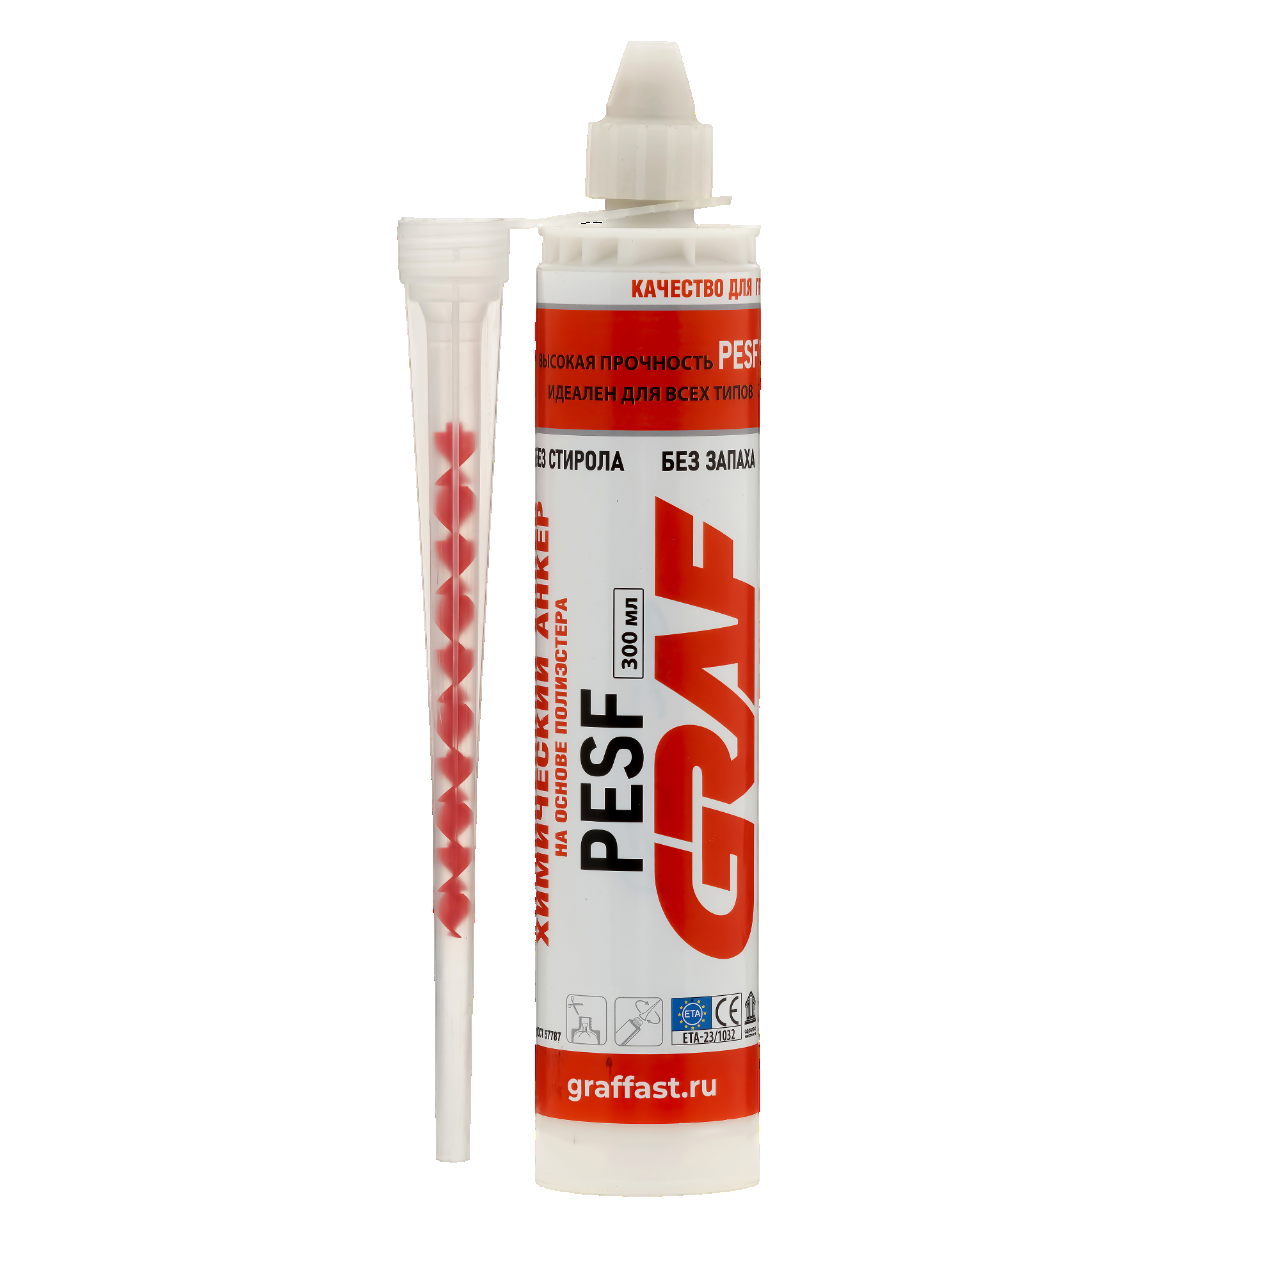 КАЧЕСТВО ДЛЯ
ВЫСОКАЯ ПРОЧНОСТЬ PESF
ИДЕАЛЕН ДЛЯ ВСЕХ ТИПОВ
БЕЗ СТИРОЛА БЕЗ ЗАПАХА
ХИМИЧЕСКИЙ АНКЕР
НА ОСНОВЕ ПОЛИЭСТЕРА
PESF
300 мл
GRAF
57787
ETA
CE
ETA-23/1032
graffast.ru